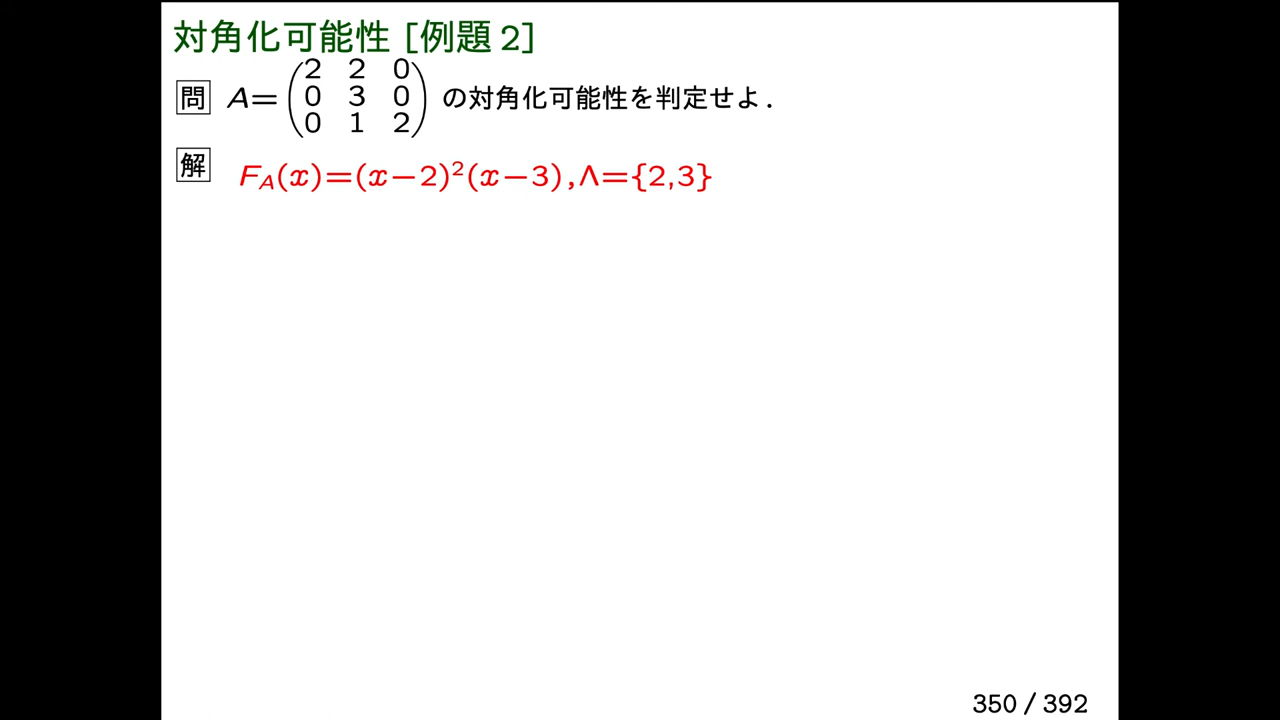 対角化可能性 [例題 2]
問 A=(2 2 0
0 3 0
0 1 2) の対角化可能性を判定せよ.
解 F_A(x)=(x−2)²(x−3),Λ={2,3}
350 / 392